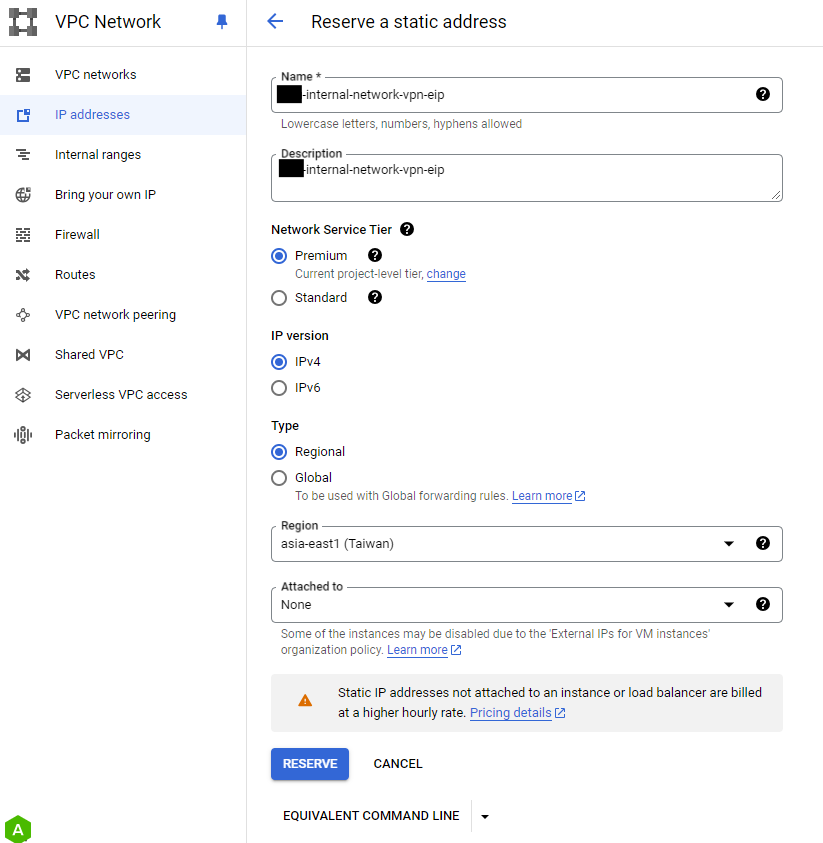 VPC Network
Reserve a static address
VPC networks
IP addresses
Internal ranges
Bring your own IP
Firewall
Routes
VPC network peering
Shared VPC
Serverless VPC access
Packet mirroring
A
Name *
-internal-network-vpn-eip
Lowercase letters, numbers, hyphens allowed
Description
-internal-network-vpn-eip
Network Service Tier
Premium
Current project-level tier, change
Standard
IP version
IPv4
IPv6
Type
Regional
Global
To be used with Global forwarding rules. Learn more
Region
asia-east1 (Taiwan)
Attached to
None
Some of the instances may be disabled due to the 'External IPs for VM instances'
organization policy. Learn more
Static IP addresses not attached to an instance or load balancer are billed
at a higher hourly rate. Pricing details
RESERVE CANCEL
EQUIVALENT COMMAND LINE